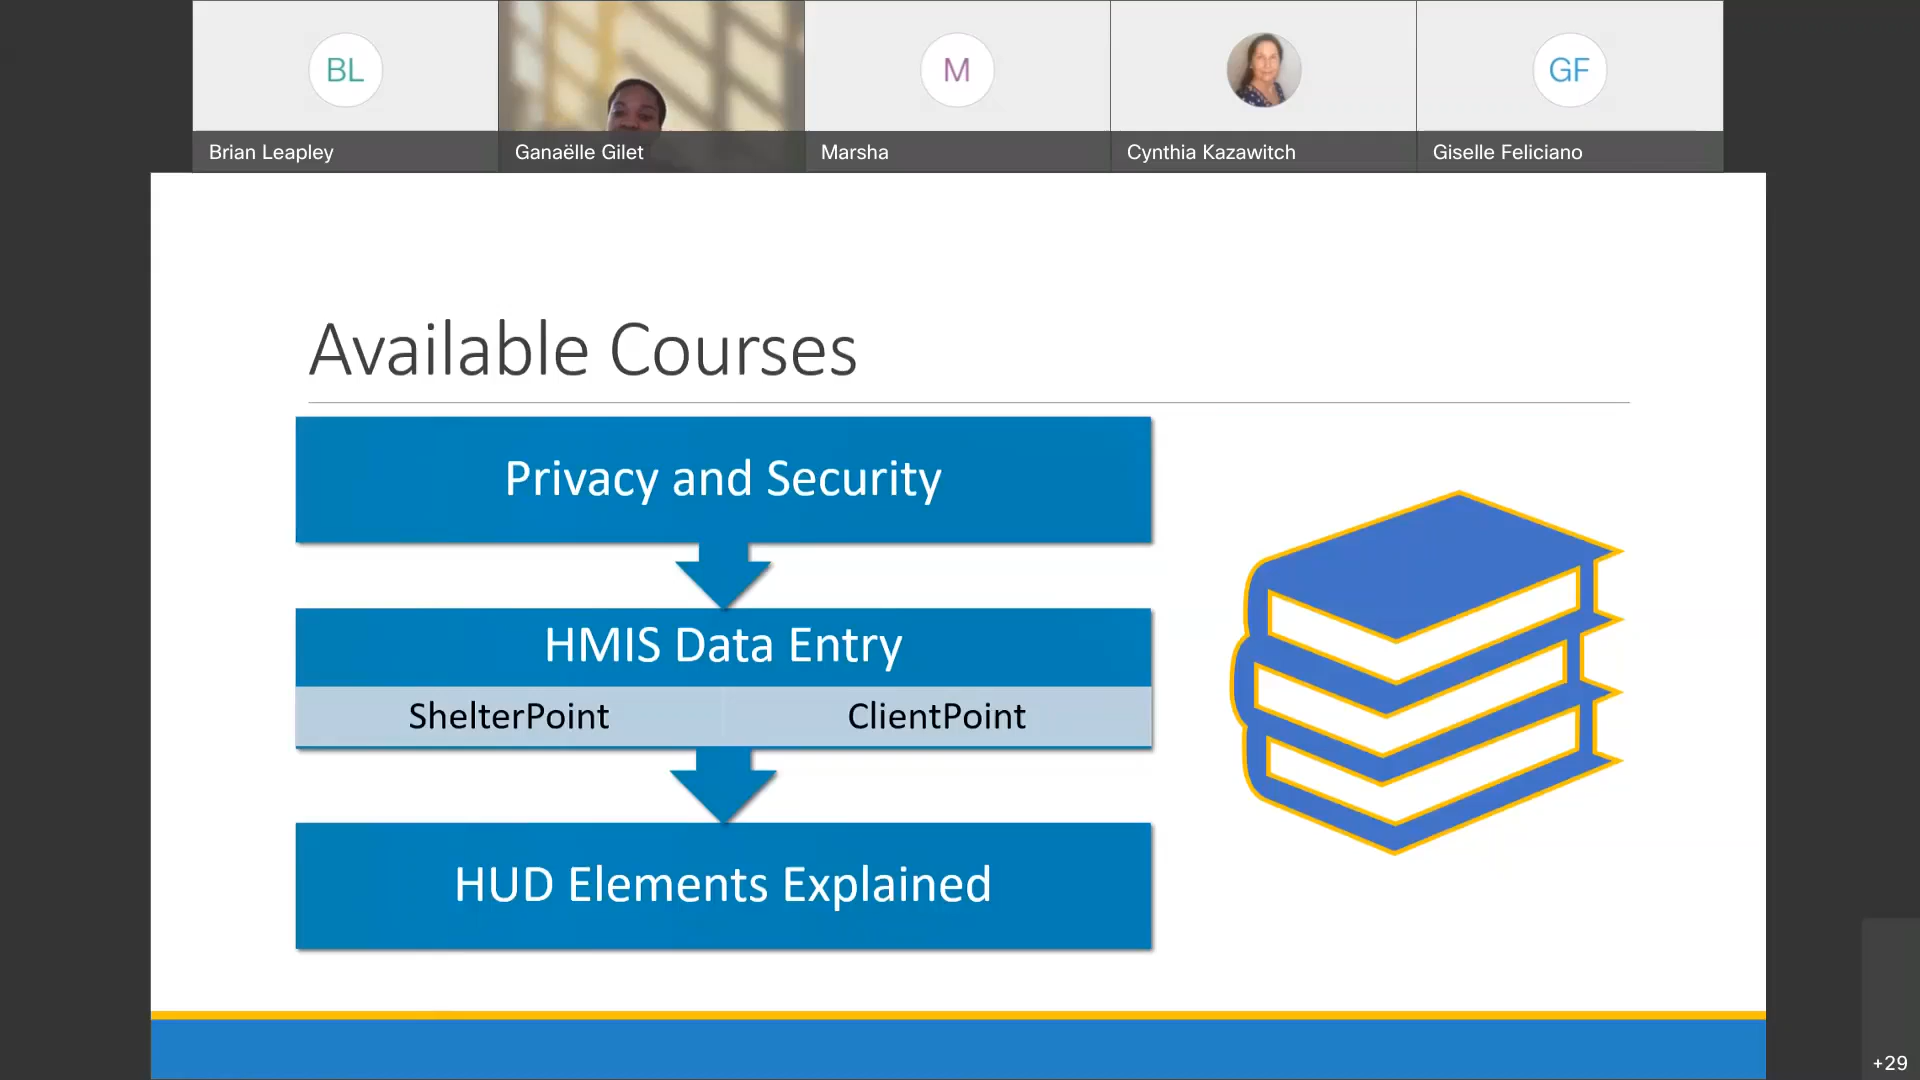 BL
M
GF
Brian Leapley
Ganaëlle Gilet
Marsha
Cynthia Kazawitch
Giselle Feliciano
Available Courses
Privacy and Security
HMIS Data Entry
ShelterPoint
ClientPoint
HUD Elements Explained
+29